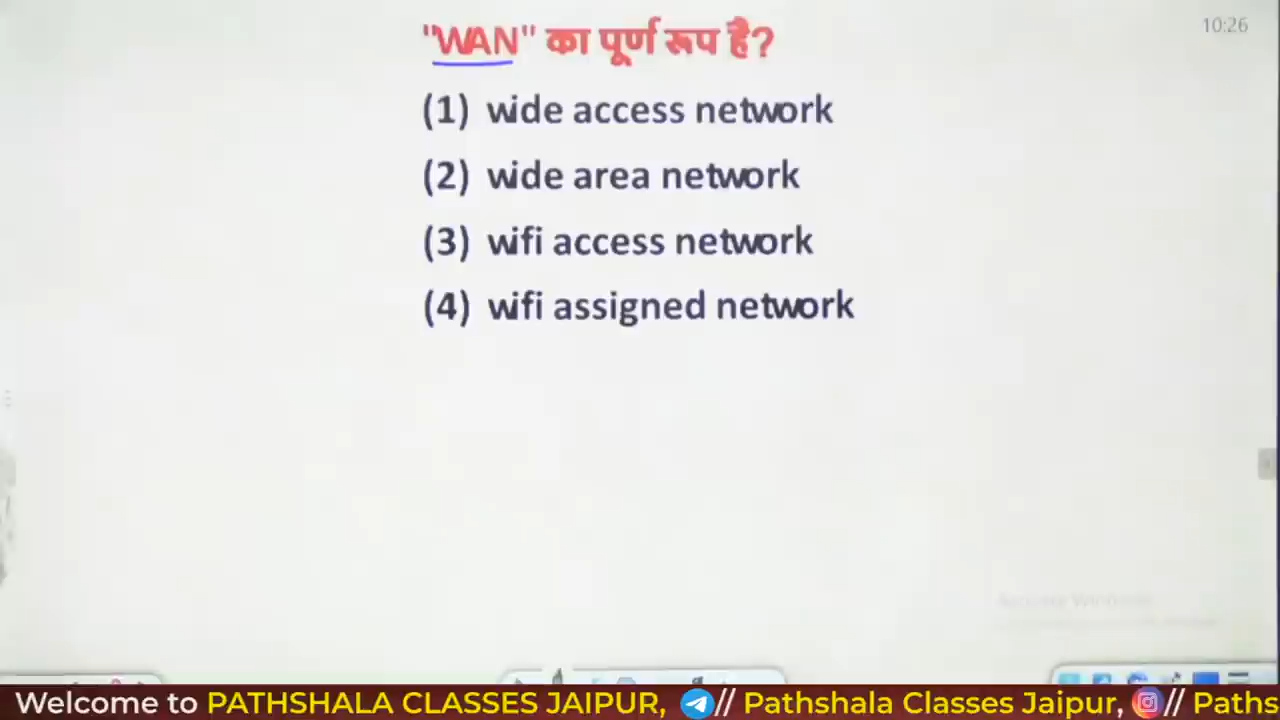 10:26
"WAN" का पूर्ण रूप है?
(1) wide access network
(2) wide area network
(3) wifi access network
(4) wifi assigned network
Welcome to PATHSHALA CLASSES JAIPUR, // Pathshala Classes Jaipur, // Paths